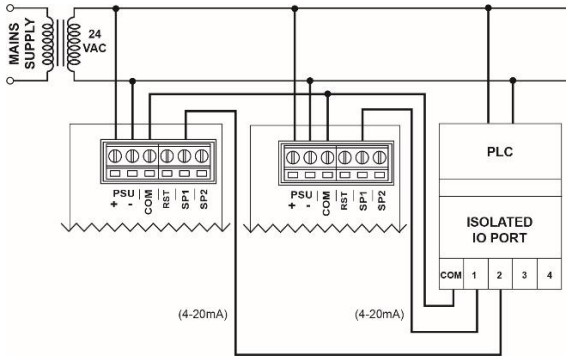 MAINS
SUPPLY
24
VAC
PSU
+
-
COM
RST
SP1
SP2
PSU
+
-
COM
RST
SP1
SP2
PLC
ISOLATED
IO PORT
COM 1 2 3 4
(4-20mA)
(4-20mA)